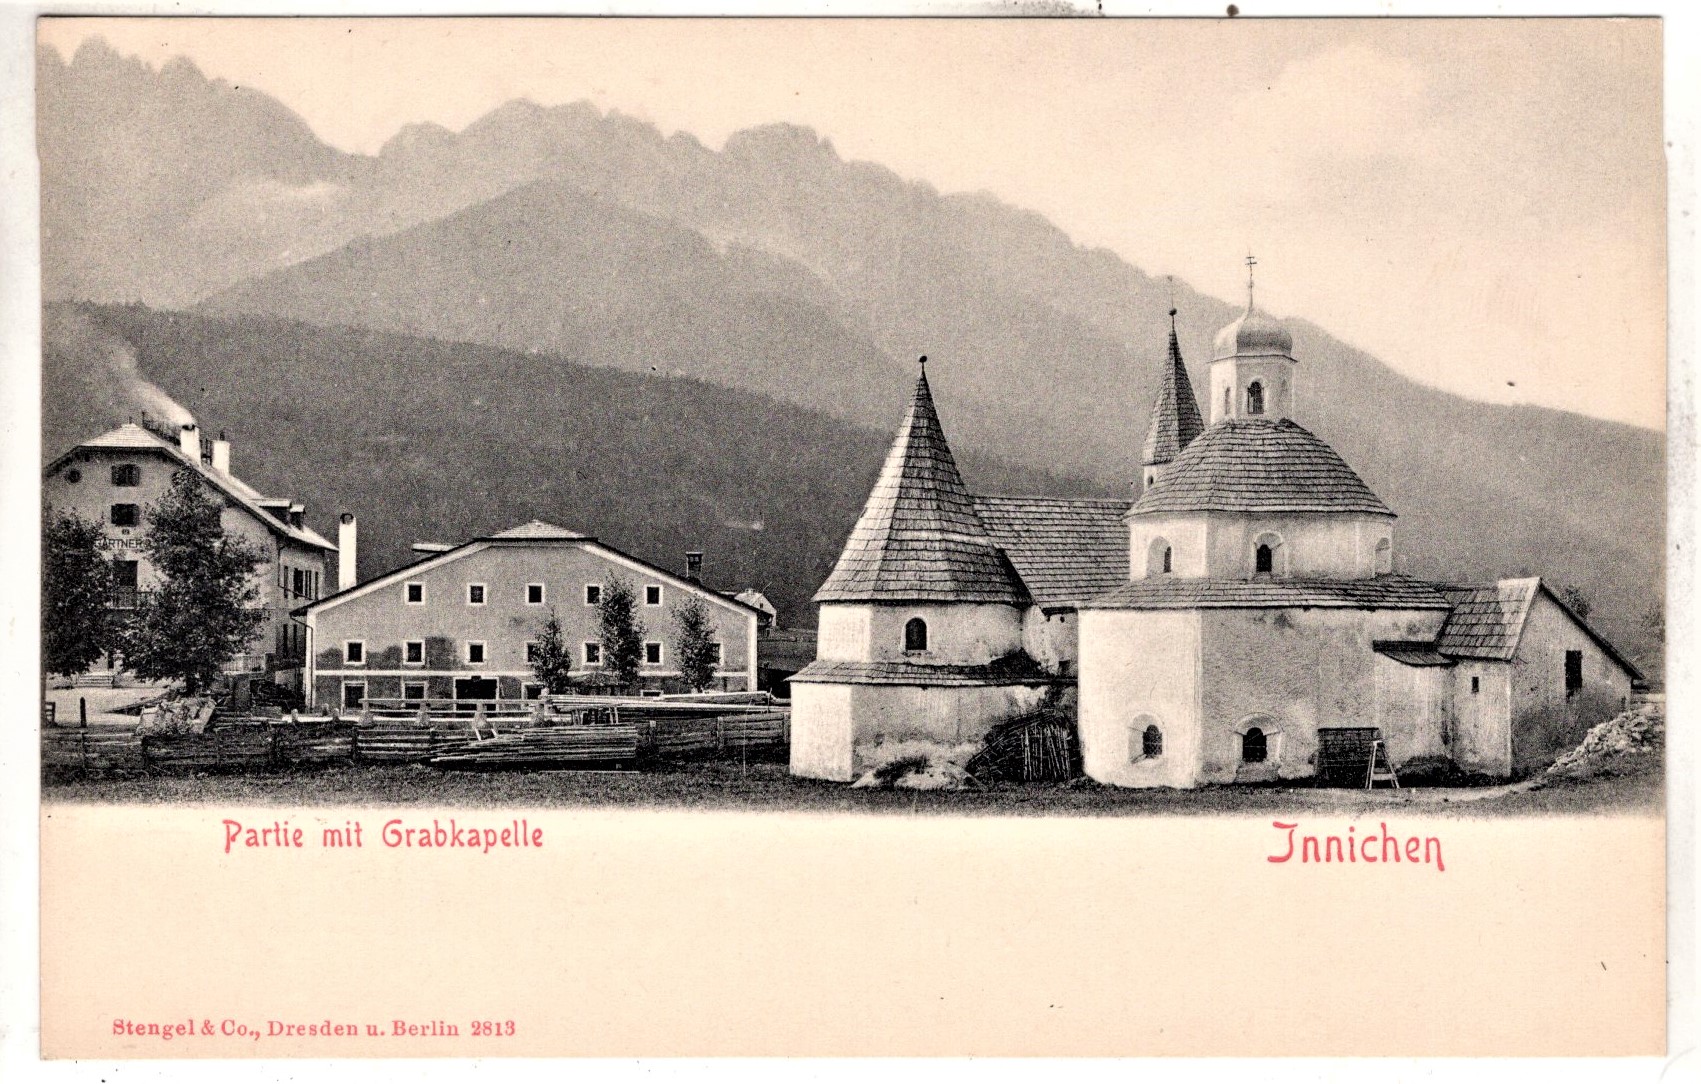 Partie mit Grabkapelle
Innichen
Stengel & Co., Dresden u. Berlin 2813